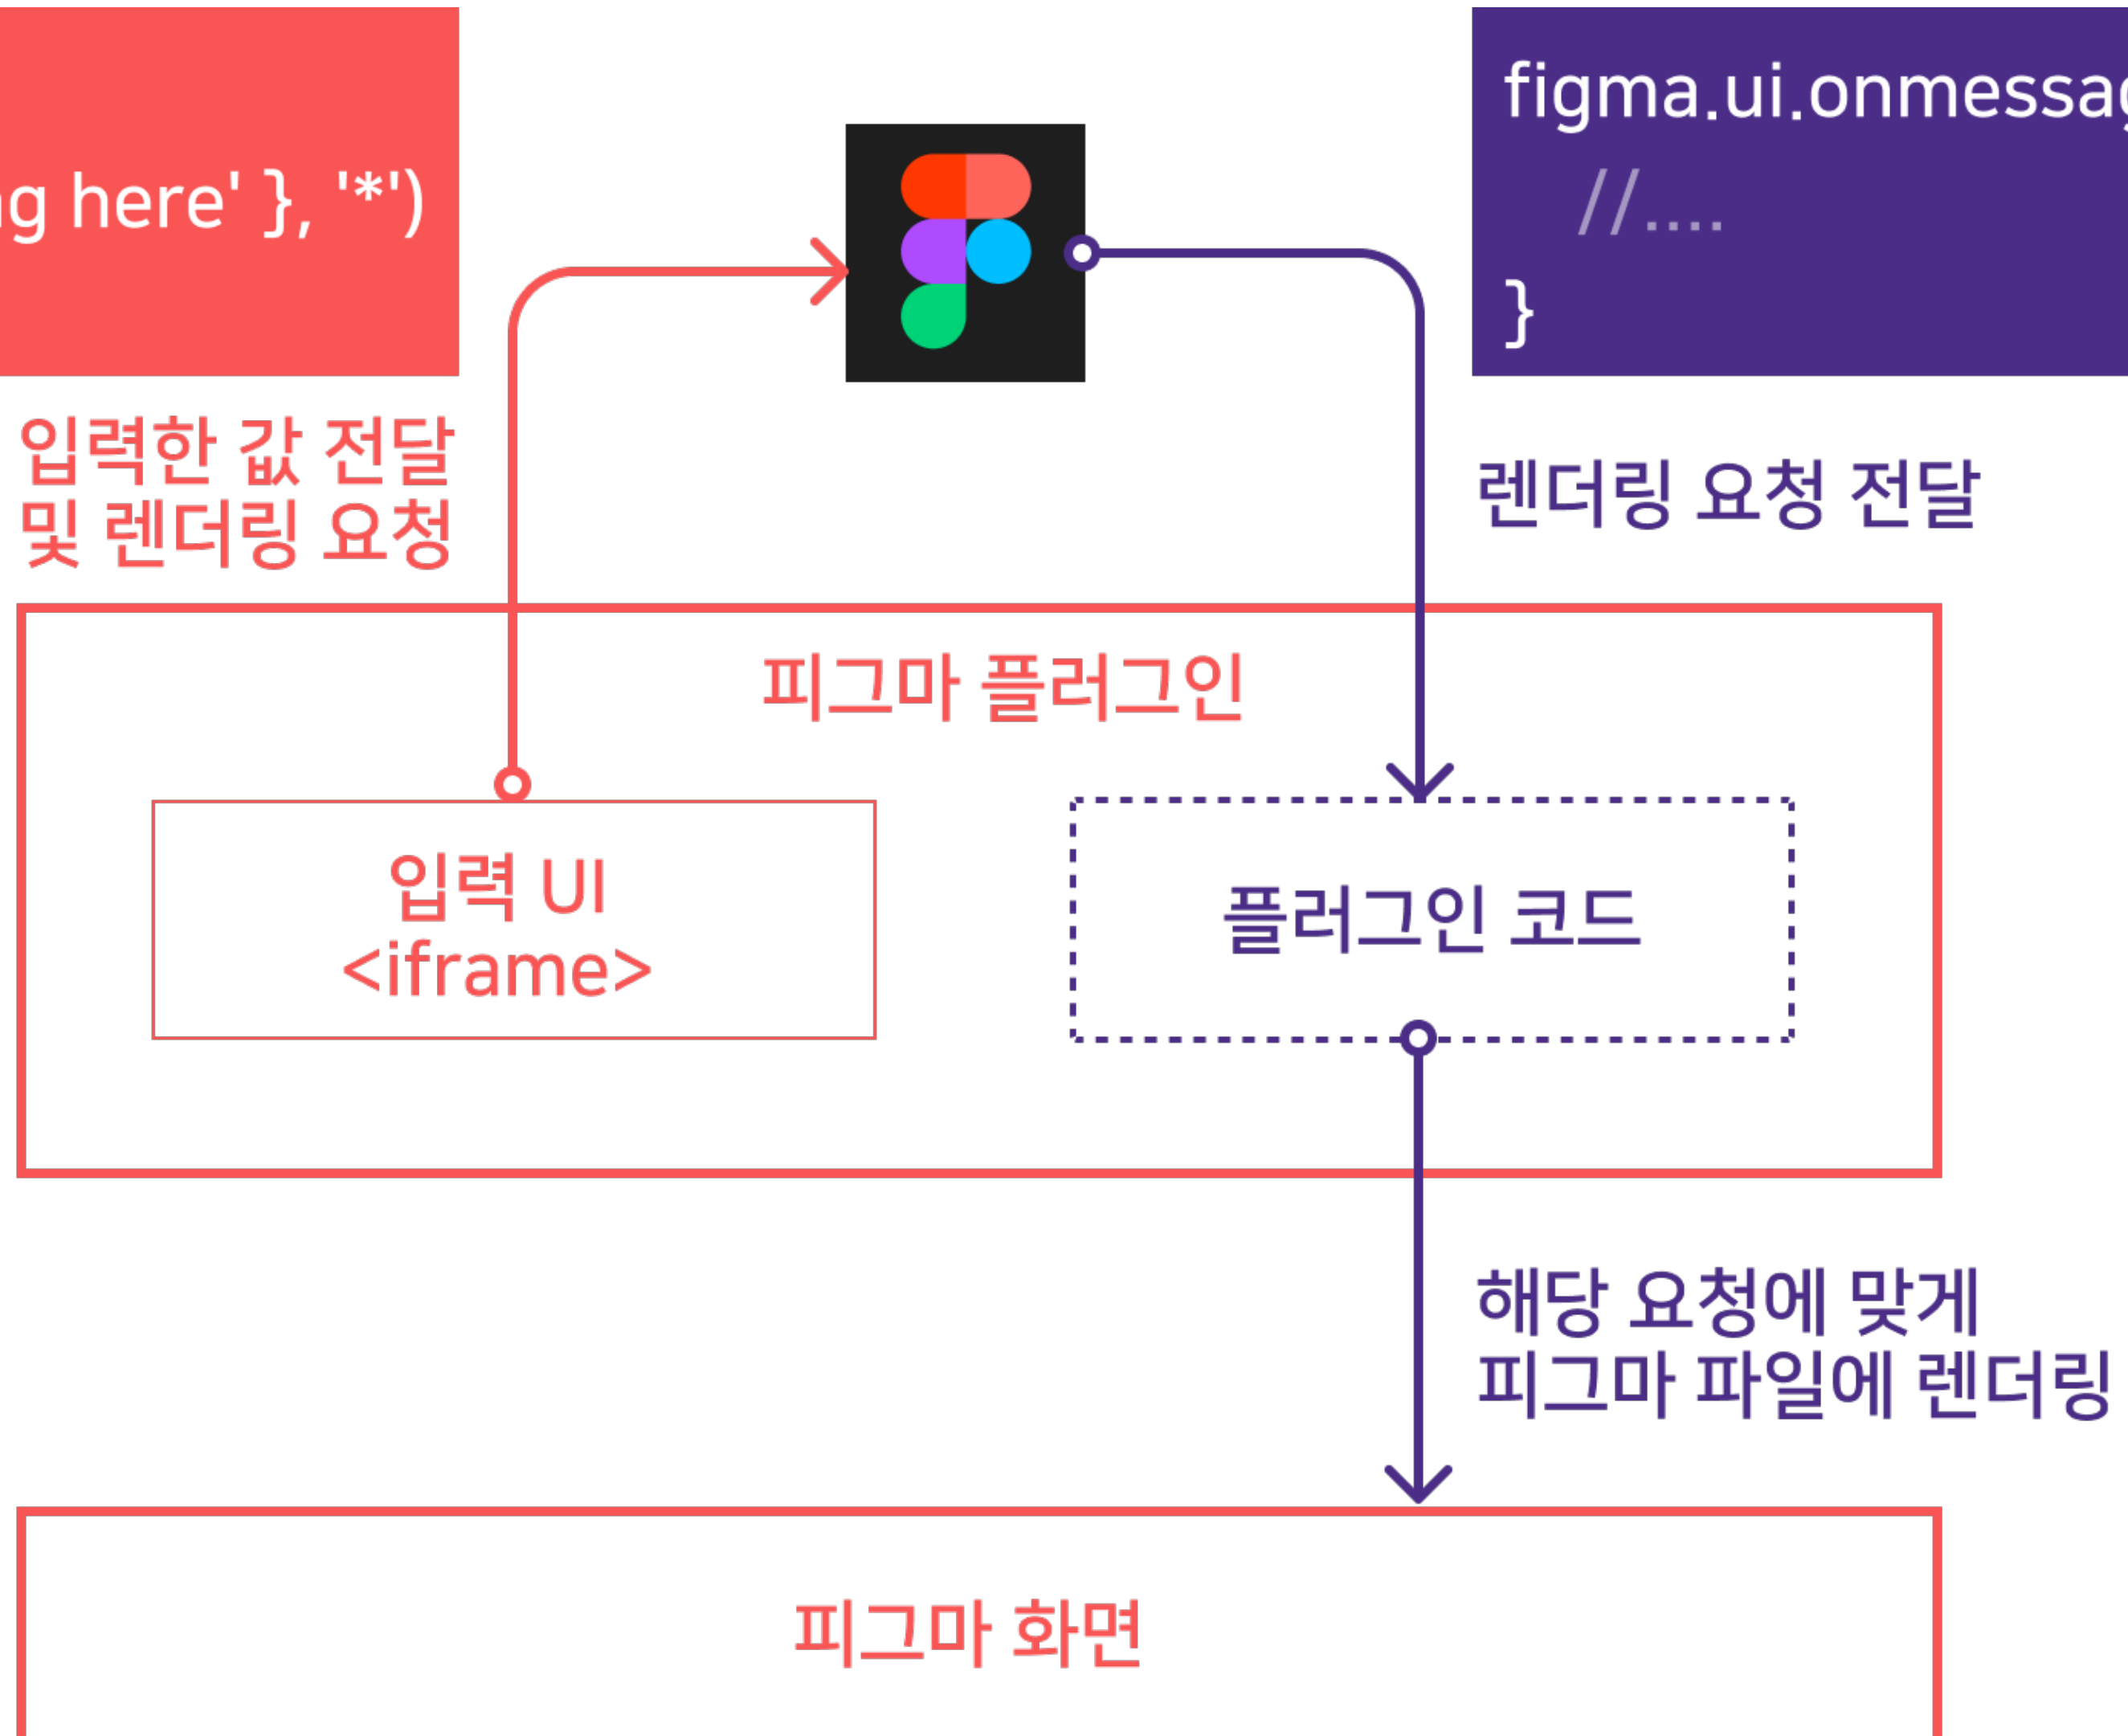 here' }, '*')
figma.ui.
//....
}
입력한 값 전달
및 렌더링 요청
렌더링 요청 전달
피그마 플러그인
입력 UI
<iframe>
플러그인 코드
해당 요청에 맞게
피그마 파일에 렌더링
피그마 화면